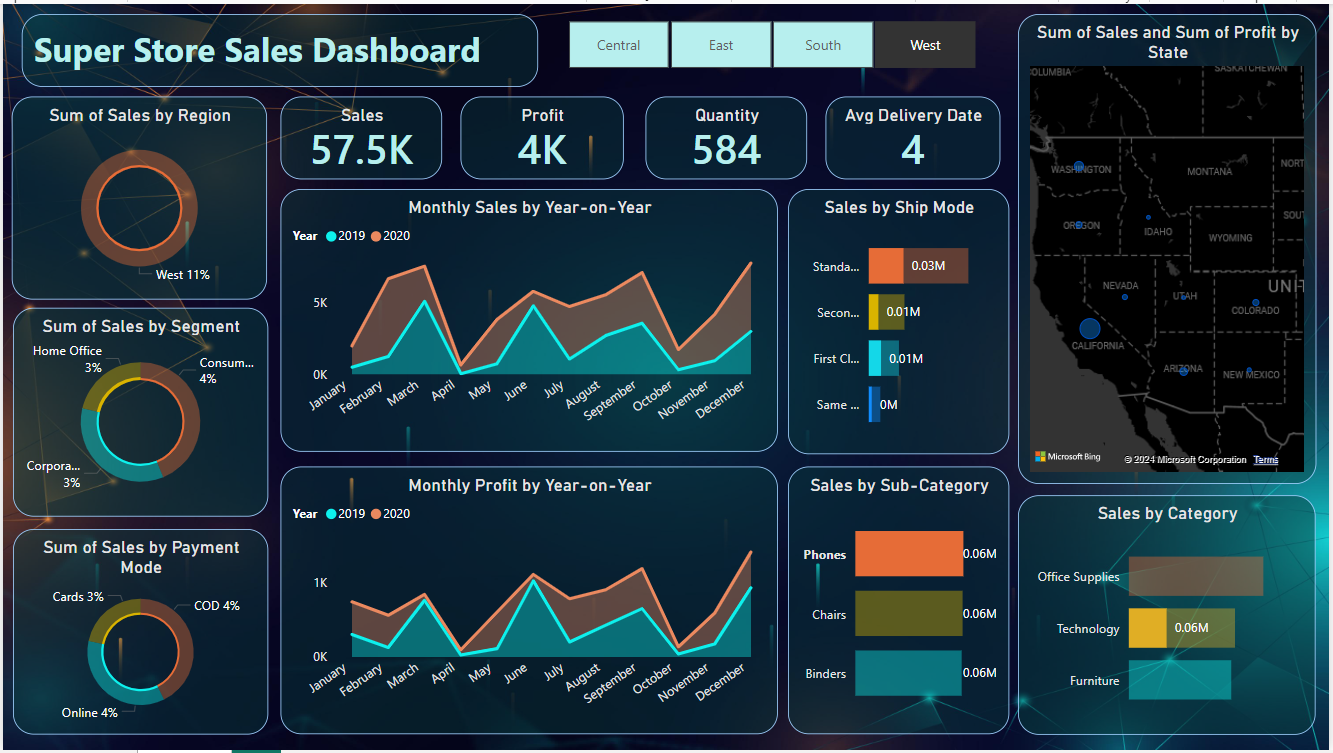 Super Store Sales Dashboard
Central
East
South
West
Sum of Sales and Sum of Profit by
State
Sum of Sales by Region
West 11%
Sales
57.5K
Profit
4K
Quantity
584
Avg Delivery Date
4
Monthly Sales by Year-on-Year
Year 2019 2020
5K
0K
January
February
March
April
May
June
July
August
September
October
November
December
Sales by Ship Mode
Standa... 0.03M
Secon... 0.01M
First Cl... 0.01M
Same ... 0M
OLUMBIA
SASKATCHEWAN
WASHINGTON
MONTANA
NORT
OREGON
IDAHO
SOU
WYOMING
NEVADA
UTAH
UNIT
COLORADO
CALIFORNIA
ARIZONA
NEW MEXICO
Microsoft Bing
© 2024 Microsoft Corporation Terms
Sum of Sales by Segment
Home Office
3%
Consum...
4%
Corpora...
3%
Monthly Profit by Year-on-Year
Year 2019 2020
1K
0K
January
February
March
April
May
June
July
August
September
October
November
December
Sales by Sub-Category
Phones 0.06M
Chairs 0.06M
Binders 0.06M
Sales by Category
Office Supplies
Technology 0.06M
Furniture
Sum of Sales by Payment
Mode
Cards 3%
COD 4%
Online 4%